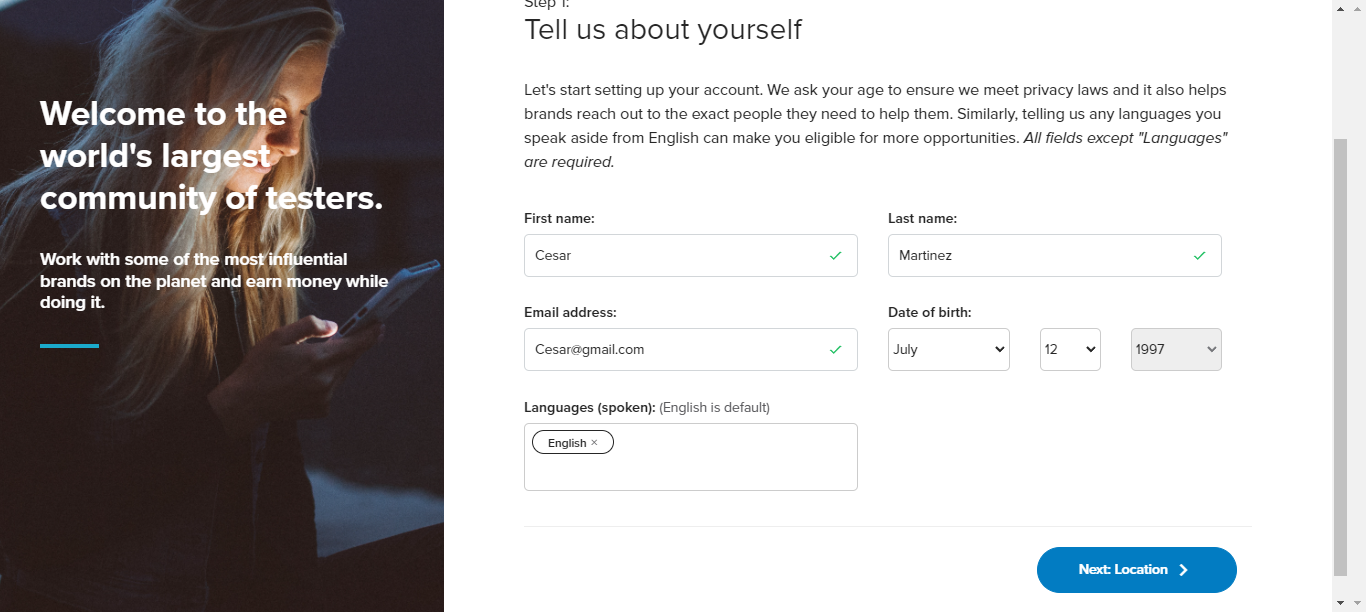 Welcome to the
world's largest
community of testers.
Work with some of the most influential
brands on the planet and earn money while
doing it.
Step 1:
Tell us about yourself
Let's start setting up your account. We ask your age to ensure we meet privacy laws and it also helps
brands reach out to the exact people they need to help them. Similarly, telling us any languages you
speak aside from English can make you eligible for more opportunities. All fields except "Languages"
are required.
First name:
Last name:
Cesar
Martinez
Email address:
Date of birth:
Cesar@gmail.com
July
12
1997
Languages (spoken): (English is default)
English ×
Next: Location